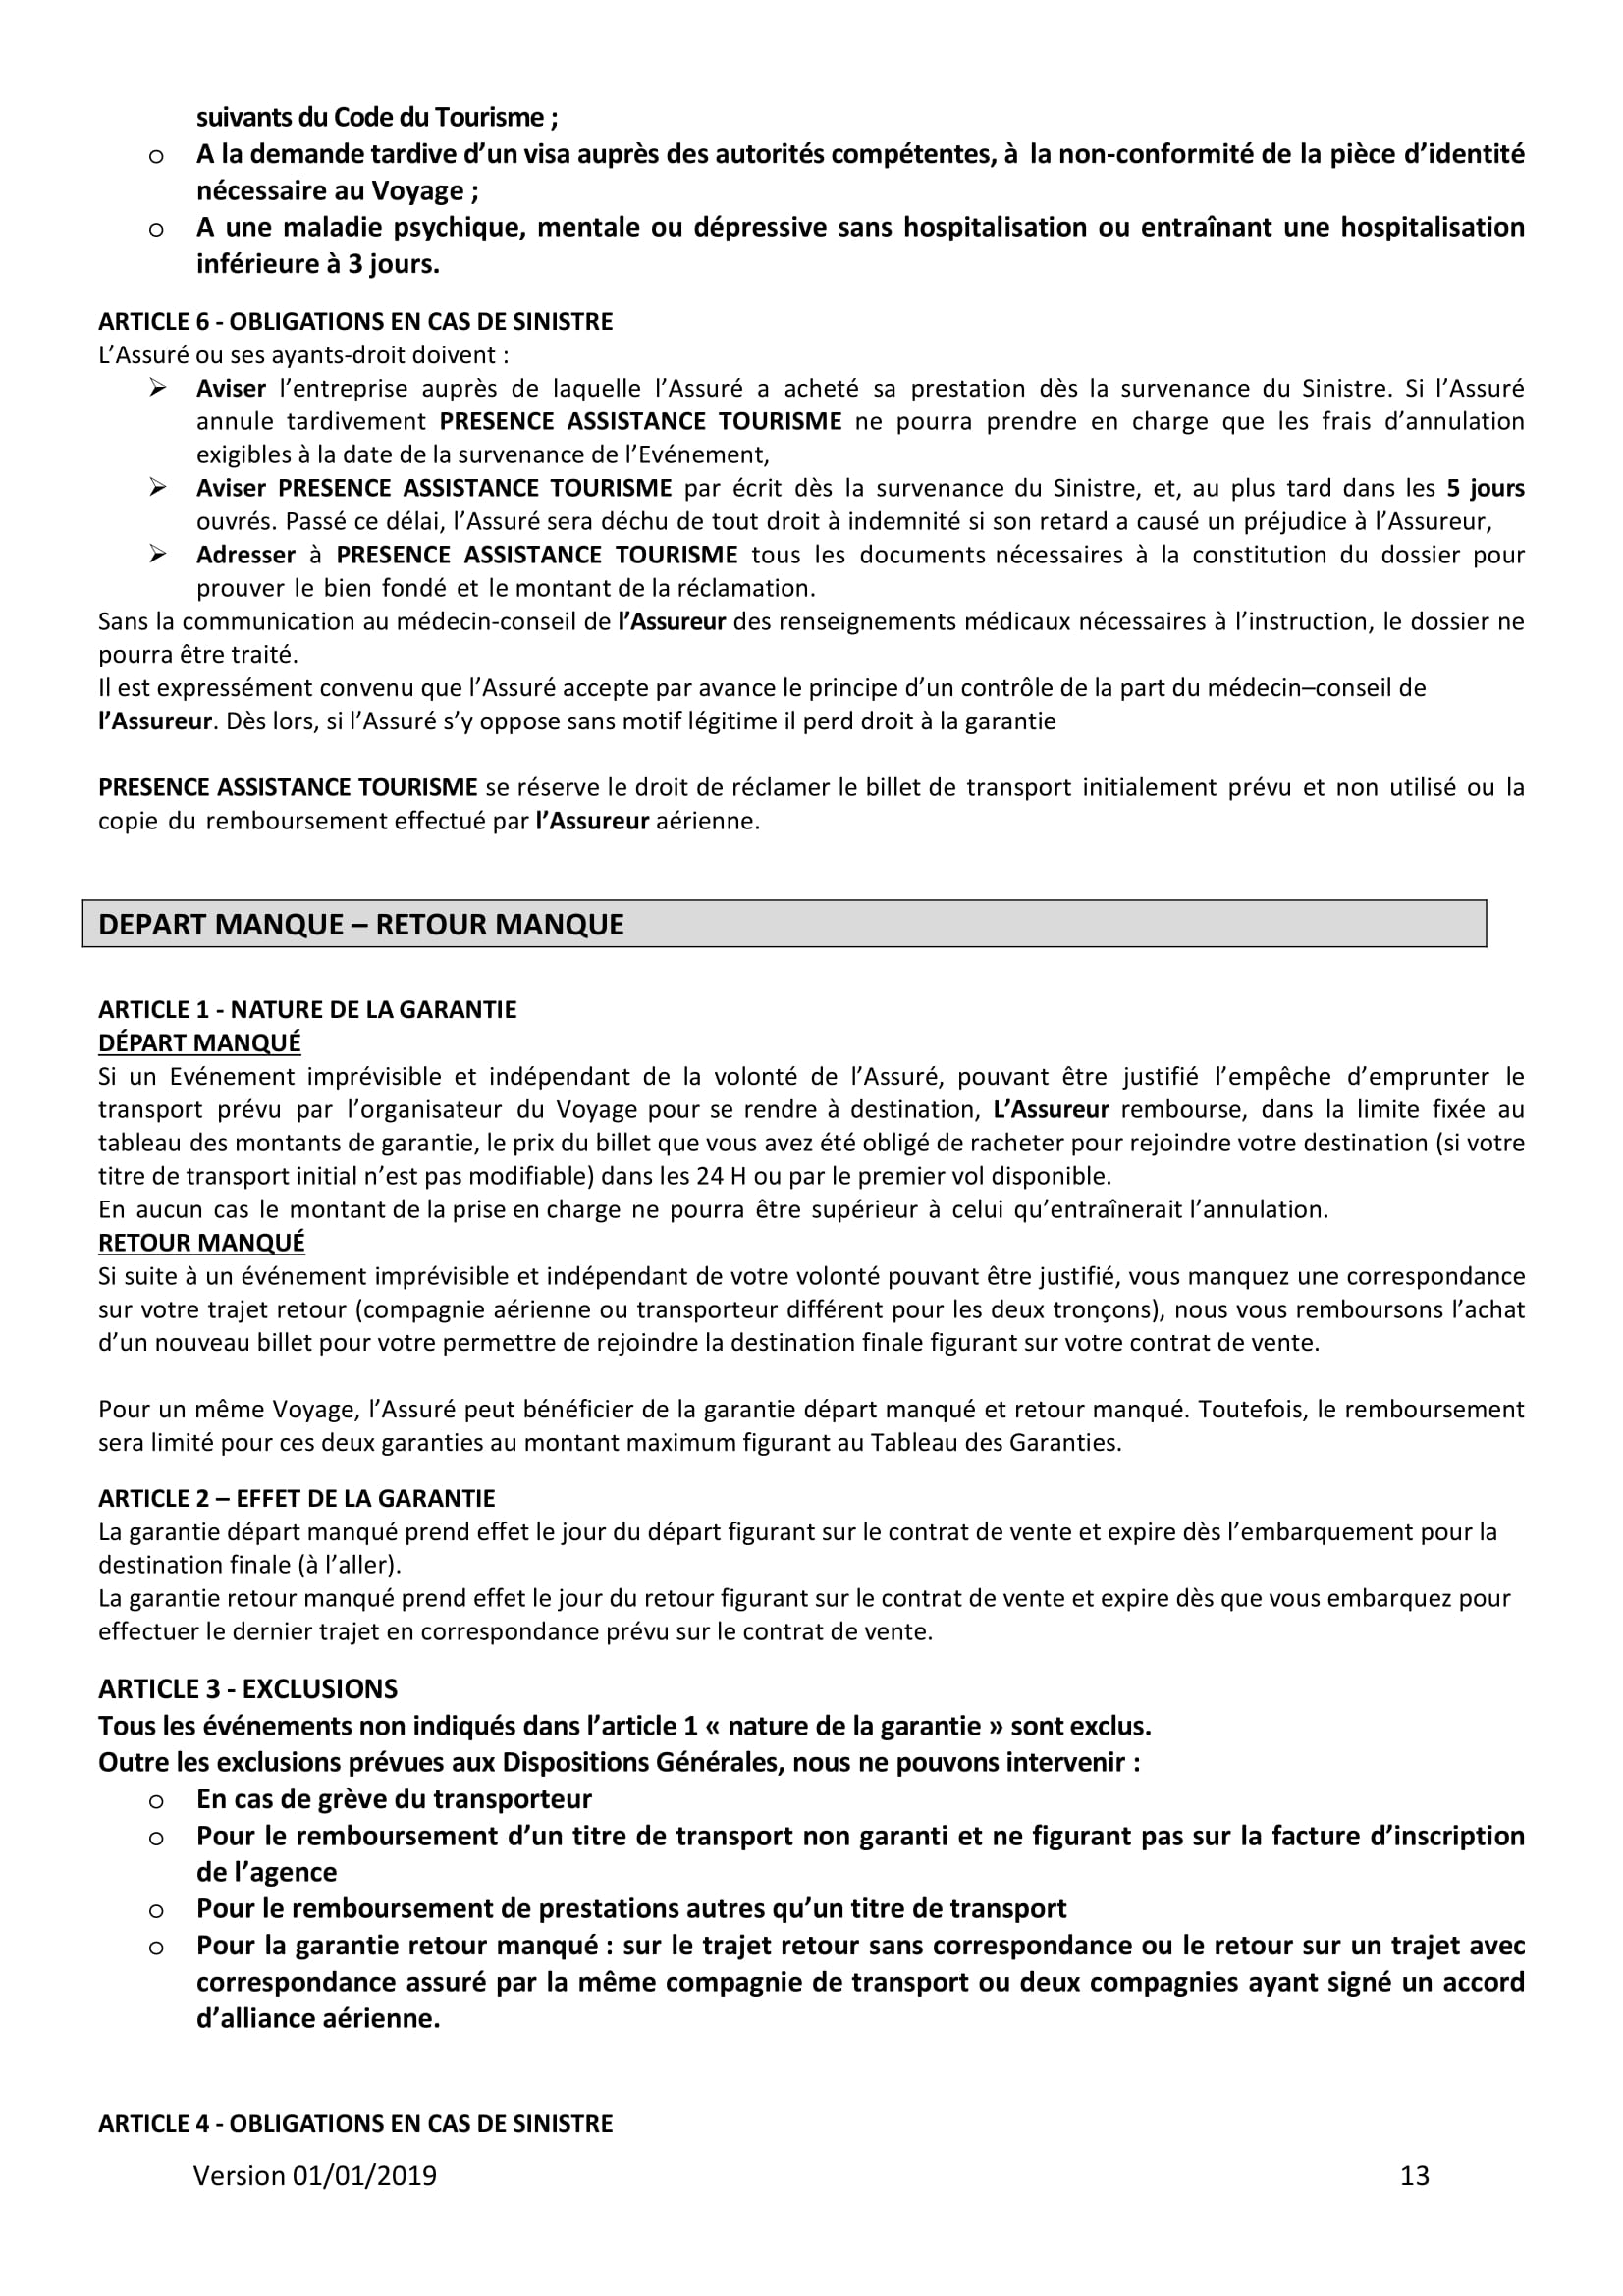 suivants du Code du Tourisme ;
o A la demande tardive d’un visa auprès des autorités compétentes, à la non-conformité de la pièce d’identité
nécessaire au Voyage ;
o A une maladie psychique, mentale ou dépressive sans hospitalisation ou entraînant une hospitalisation
inférieure à 3 jours.
ARTICLE 6 - OBLIGATIONS EN CAS DE SINISTRE
L’Assuré ou ses ayants-droit doivent :
➢ Aviser l’entreprise auprès de laquelle l’Assuré a acheté sa prestation dès la survenance du Sinistre. Si l’Assuré
annule tardivement PRESENCE ASSISTANCE TOURISME ne pourra prendre en charge que les frais d’annulation
exigibles à la date de la survenance de l’Evénement,
➢ Aviser PRESENCE ASSISTANCE TOURISME par écrit dès la survenance du Sinistre, et, au plus tard dans les 5 jours
ouvrés. Passé ce délai, l’Assuré sera déchu de tout droit à indemnité si son retard a causé un préjudice à l’Assureur,
➢ Adresser à PRESENCE ASSISTANCE TOURISME tous les documents nécessaires à la constitution du dossier pour
prouver le bien fondé et le montant de la réclamation.
Sans la communication au médecin-conseil de l’Assureur des renseignements médicaux nécessaires à l’instruction, le dossier ne
pourra être traité.
Il est expressément convenu que l’Assuré accepte par avance le principe d’un contrôle de la part du médecin–conseil de
l’Assureur. Dès lors, si l’Assuré s’y oppose sans motif légitime il perd droit à la garantie
PRESENCE ASSISTANCE TOURISME se réserve le droit de réclamer le billet de transport initialement prévu et non utilisé ou la
copie du remboursement effectué par l’Assureur aérienne.
DEPART MANQUE – RETOUR MANQUE
ARTICLE 1 - NATURE DE LA GARANTIE
DÉPART MANQUÉ
Si un Evénement imprévisible et indépendant de la volonté de l’Assuré, pouvant être justifié l’empêche d’emprunter le
transport prévu par l’organisateur du Voyage pour se rendre à destination, L’Assureur rembourse, dans la limite fixée au
tableau des montants de garantie, le prix du billet que vous avez été obligé de racheter pour rejoindre votre destination (si votre
titre de transport initial n’est pas modifiable) dans les 24 H ou par le premier vol disponible.
En aucun cas le montant de la prise en charge ne pourra être supérieur à celui qu’entraînerait l’annulation.
RETOUR MANQUÉ
Si suite à un événement imprévisible et indépendant de votre volonté pouvant être justifié, vous manquez une correspondance
sur votre trajet retour (compagnie aérienne ou transporteur différent pour les deux tronçons), nous vous remboursons l’achat
d’un nouveau billet pour votre permettre de rejoindre la destination finale figurant sur votre contrat de vente.
Pour un même Voyage, l’Assuré peut bénéficier de la garantie départ manqué et retour manqué. Toutefois, le remboursement
sera limité pour ces deux garanties au montant maximum figurant au Tableau des Garanties.
ARTICLE 2 – EFFET DE LA GARANTIE
La garantie départ manqué prend effet le jour du départ figurant sur le contrat de vente et expire dès l’embarquement pour la
destination finale (à l’aller).
La garantie retour manqué prend effet le jour du retour figurant sur le contrat de vente et expire dès que vous embarquez pour
effectuer le dernier trajet en correspondance prévu sur le contrat de vente.
ARTICLE 3 - EXCLUSIONS
Tous les événements non indiqués dans l’article 1 « nature de la garantie » sont exclus.
Outre les exclusions prévues aux Dispositions Générales, nous ne pouvons intervenir :
o En cas de grève du transporteur
o Pour le remboursement d’un titre de transport non garanti et ne figurant pas sur la facture d’inscription
de l’agence
o Pour le remboursement de prestations autres qu’un titre de transport
o Pour la garantie retour manqué : sur le trajet retour sans correspondance ou le retour sur un trajet avec
correspondance assuré par la même compagnie de transport ou deux compagnies ayant signé un accord
d’alliance aérienne.
ARTICLE 4 - OBLIGATIONS EN CAS DE SINISTRE
Version 01/01/2019 13